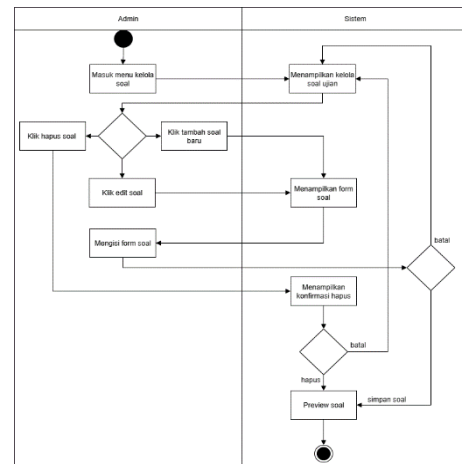 Admin
Sistem
Masuk menu kelola
soal
Menampilkan kelola
soal ujian
Klik hapus soal
Klik tambah soal
baru
Klik edit soal
Menampilkan form
soal
Mengisi form soal
batal
Menampilkan
konfirmasi hapus
batal
hapus
Preview soal
simpan soal